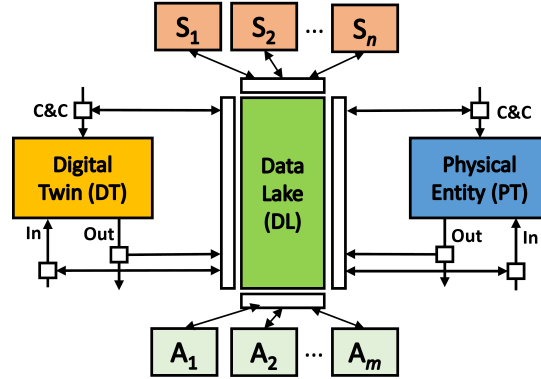 S1 S2 ... Sn
C&C
C&C
Digital
Twin (DT)
Data
Lake
(DL)
Physical
Entity (PT)
In
Out
Out
In
A1 A2 ... Am